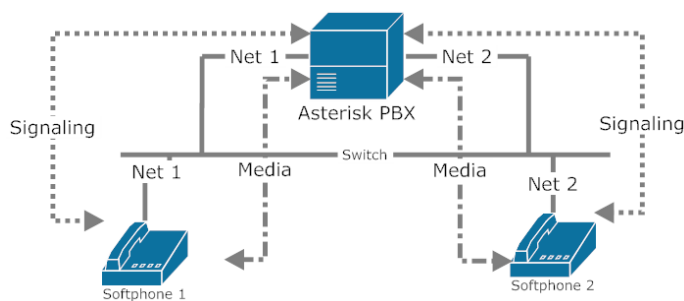 Net 1
Net 2
Asterisk PBX
Signaling
Signaling
Switch
Net 1
Media
Media
Net 2
Softphone 1
Softphone 2